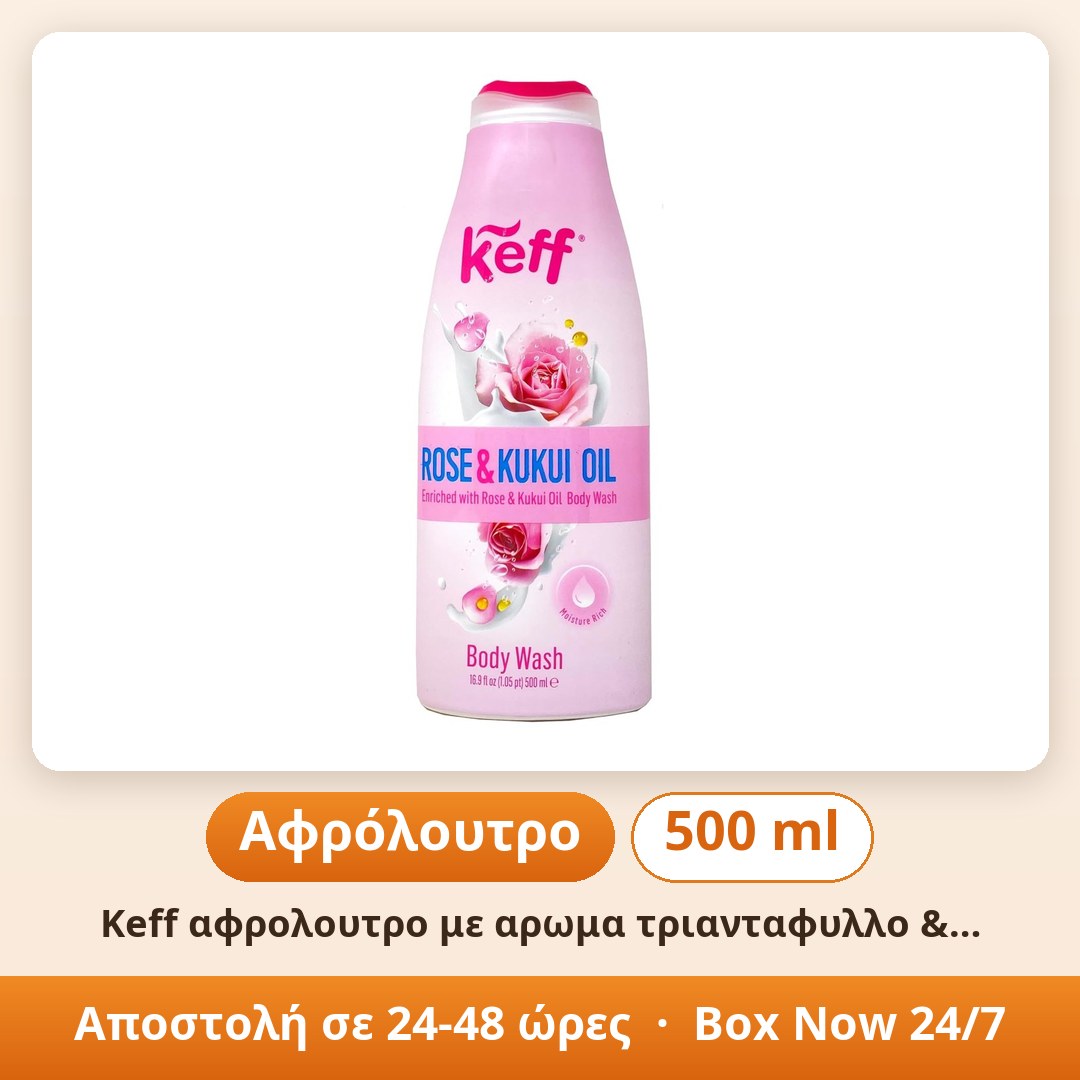 keff®
ROSE & KUKUI OIL
Enriched with Rose & Kukui Oil Body Wash
Moisture Rich
Body Wash
16.9 fl oz (1.05 pt) 500 ml ℮
Αφρόλουτρο
500 ml
Keff αφρολουτρο με αρωμα τριανταφυλλο &...
Αποστολή σε 24-48 ώρες · Box Now 24/7